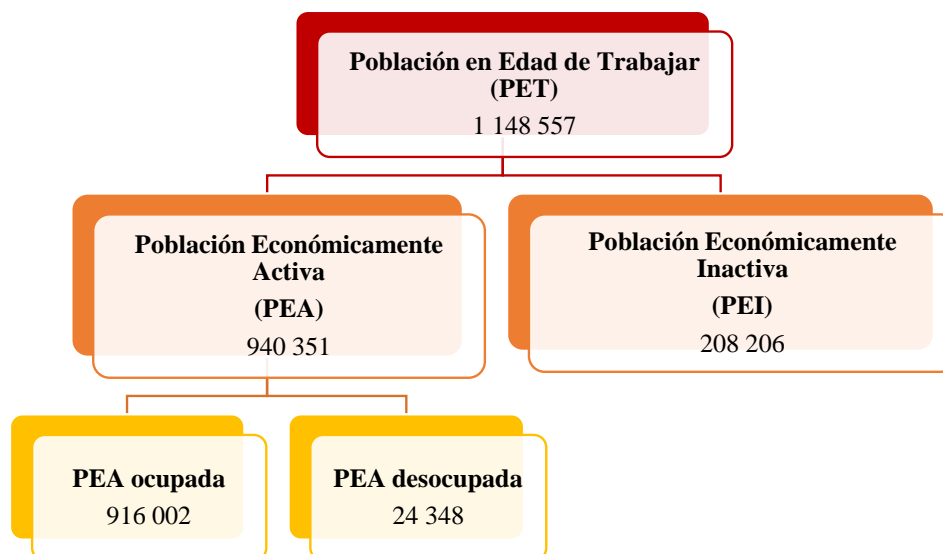 Población en Edad de Trabajar
(PET)
1 148 557
Población Económicamente
Activa
(PEA)
940 351
Población Económicamente
Inactiva
(PEI)
208 206
PEA ocupada
916 002
PEA desocupada
24 348